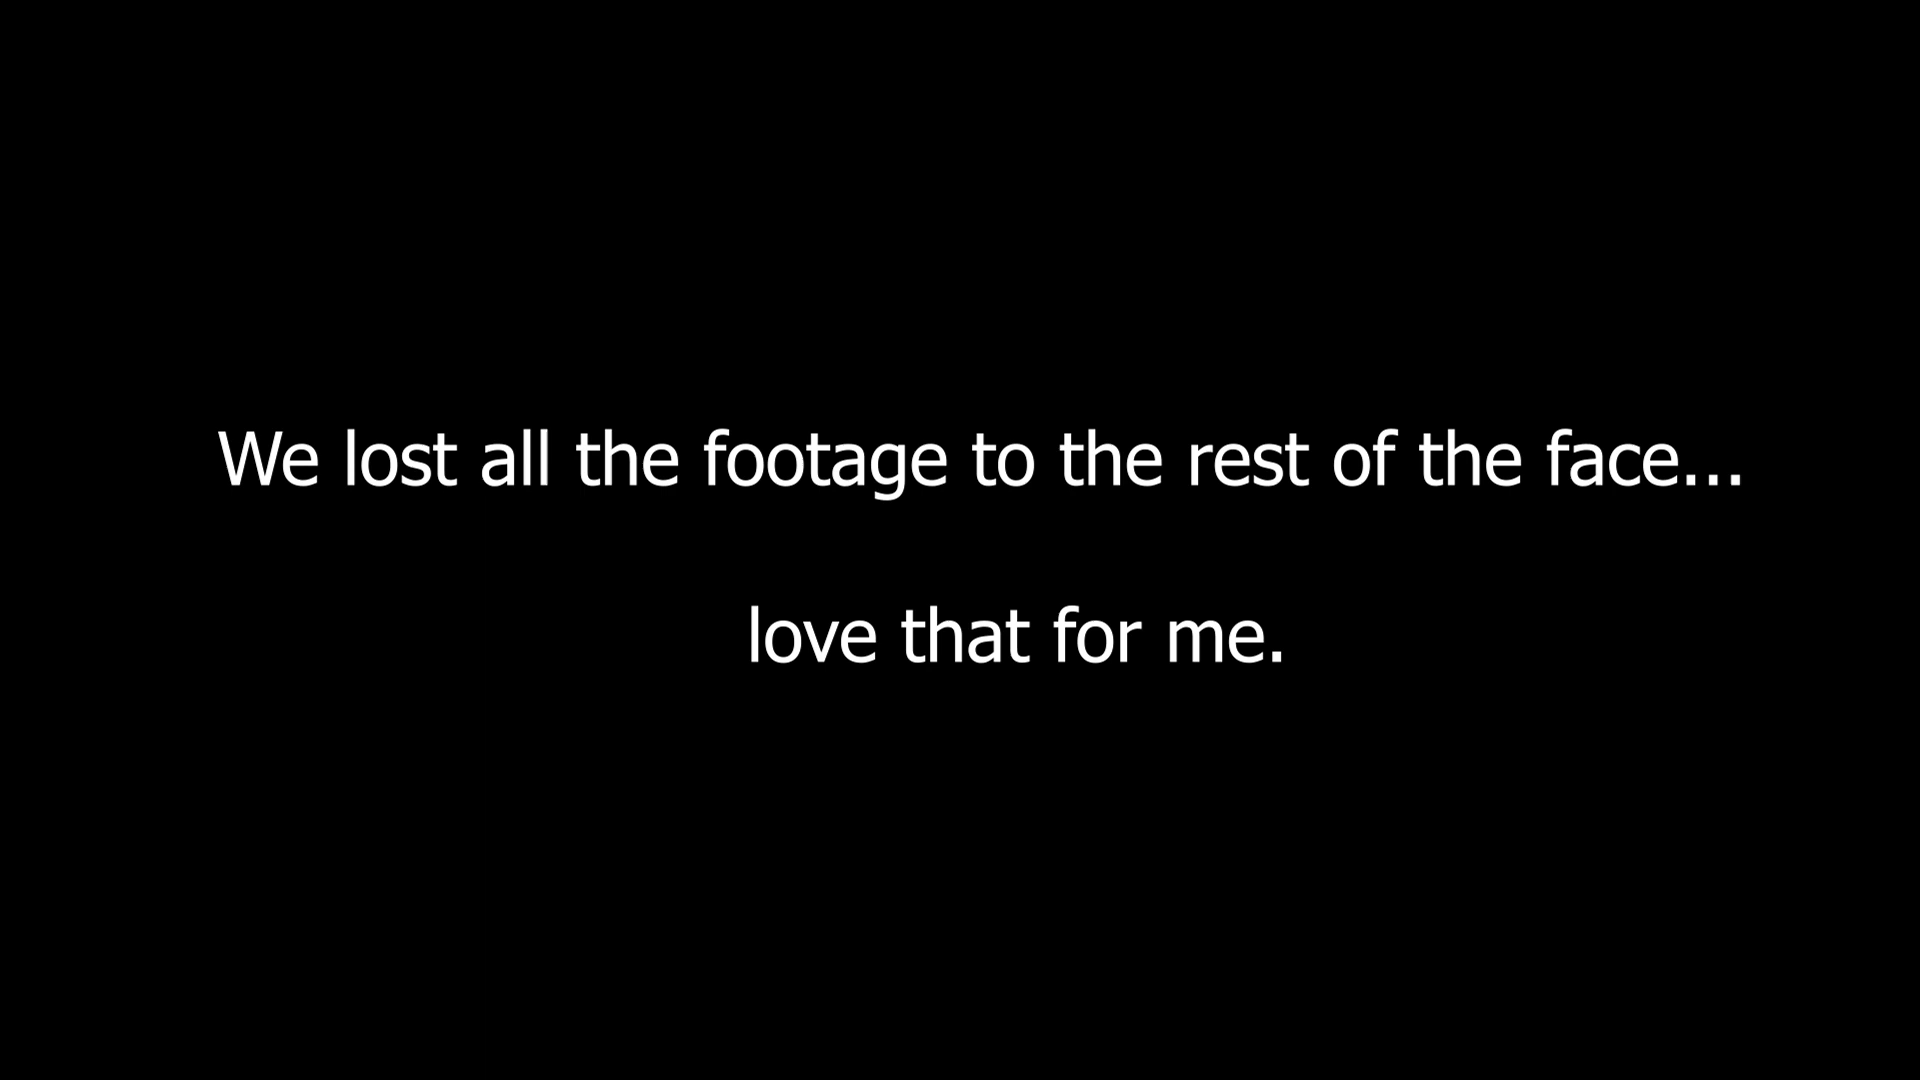 We lost all the footage to the rest of the face...
love that for me.